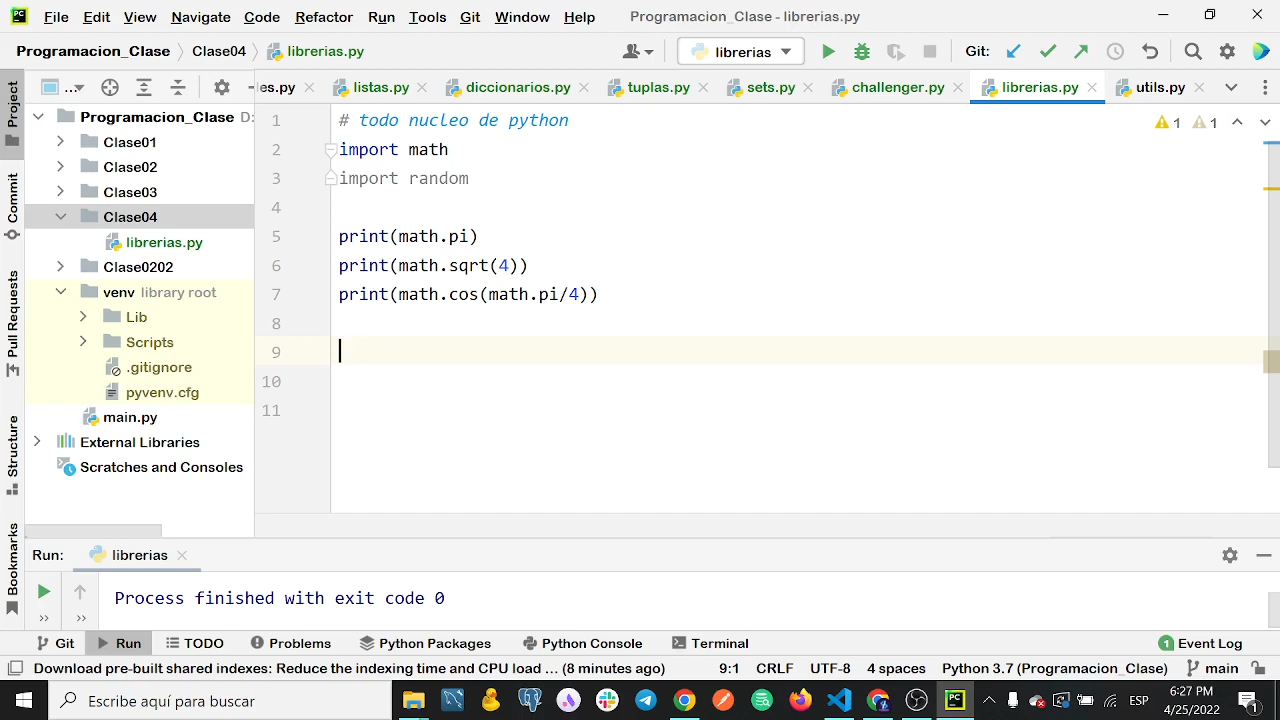 File Edit View Navigate Code Refactor Run Tools Git Window Help Programacion_Clase - librerias.py
Programacion_Clase Clase04 librerias.py librerias Git:
... es.py listas.py diccionarios.py tuplas.py sets.py challenger.py librerias.py utils.py
Project
Commit
Pull Requests
Structure
Bookmarks
Programacion_Clase D:
Clase01
Clase02
Clase03
Clase04
librerias.py
Clase0202
venv library root
Lib
Scripts
.gitignore
pyvenv.cfg
main.py
External Libraries
Scratches and Consoles
1 # todo nucleo de python
2 import math
3 import random
4
5 print(math.pi)
6 print(math.sqrt(4))
7 print(math.cos(math.pi/4))
8
9
10
11
1 1
Run: librerias
Process finished with exit code 0
Git Run TODO Problems Python Packages Python Console Terminal 1 Event Log
Download pre-built shared indexes: Reduce the indexing time and CPU load ... (8 minutes ago) 9:1 CRLF UTF-8 4 spaces Python 3.7 (Programacion_Clase) main
Escribe aquí para buscar ESP 6:27 PM
4/25/2022 1